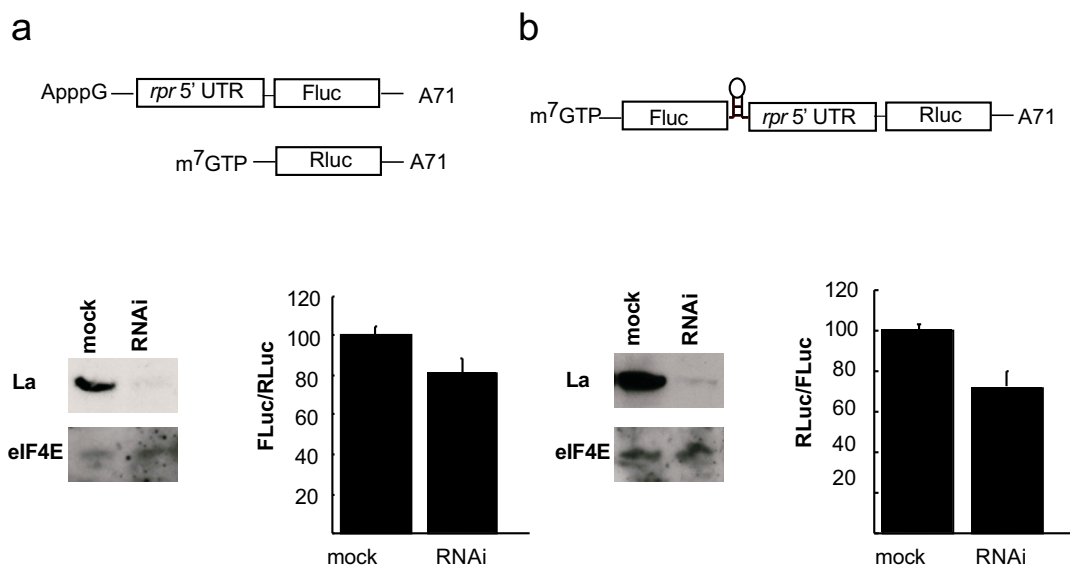 a
ApppG
rpr 5' UTR
Fluc
A71
m⁷GTP
Rluc
A71
mock
RNAi
La
eIF4E
FLuc/RLuc
120
100
80
60
40
20
mock
RNAi
b
m⁷GTP
Fluc
rpr 5' UTR
Rluc
A71
mock
RNAi
La
eIF4E
RLuc/FLuc
120
100
80
60
40
20
mock
RNAi